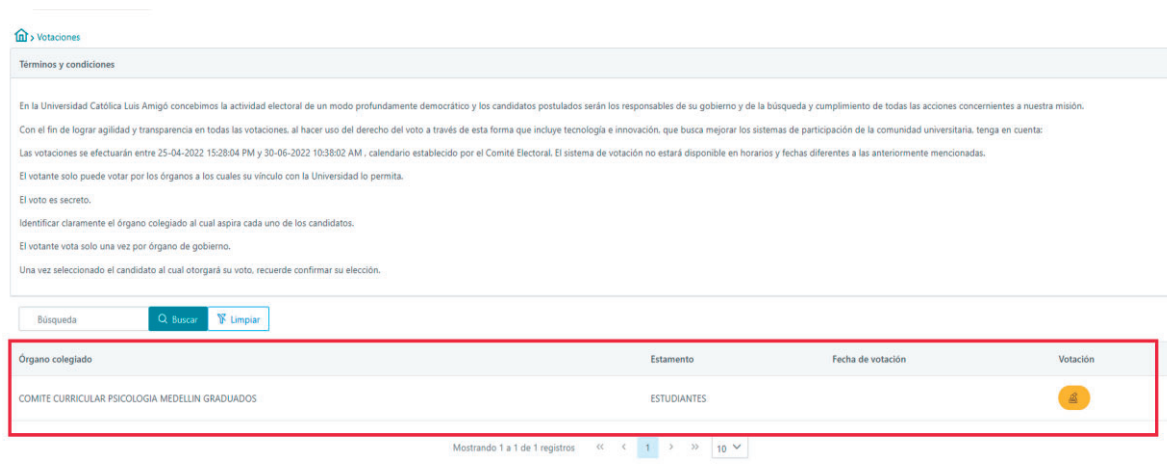 > Votaciones
Términos y condiciones
En la Universidad Católica Luis Amigó concebimos la actividad electoral de un modo profundamente democrático y los candidatos postulados serán los responsables de su gobierno y de la búsqueda y cumplimiento de todas las acciones concernientes a nuestra misión.
Con el fin de lograr agilidad y transparencia en todas las votaciones, al hacer uso del derecho del voto a través de esta forma que incluye tecnología e innovación, que busca mejorar los sistemas de participación de la comunidad universitaria, tenga en cuenta:
Las votaciones se efectuarán entre 25-04-2022 15:28:04 PM y 30-06-2022 10:38:02 AM , calendario establecido por el Comité Electoral. El sistema de votación no estará disponible en horarios y fechas diferentes a las anteriormente mencionadas.
El votante solo puede votar por los órganos a los cuales su vínculo con la Universidad lo permita.
El voto es secreto.
Identificar claramente el órgano colegiado al cual aspira cada uno de los candidatos.
El votante vota solo una vez por órgano de gobierno.
Una vez seleccionado el candidato al cual otorgará su voto, recuerde confirmar su elección.
Búsqueda Buscar Limpiar
Órgano colegiado Estamento Fecha de votación Votación
COMITE CURRICULAR PSICOLOGIA MEDELLIN GRADUADOS ESTUDIANTES
Mostrando 1 a 1 de 1 registros << < 1 > >> 10